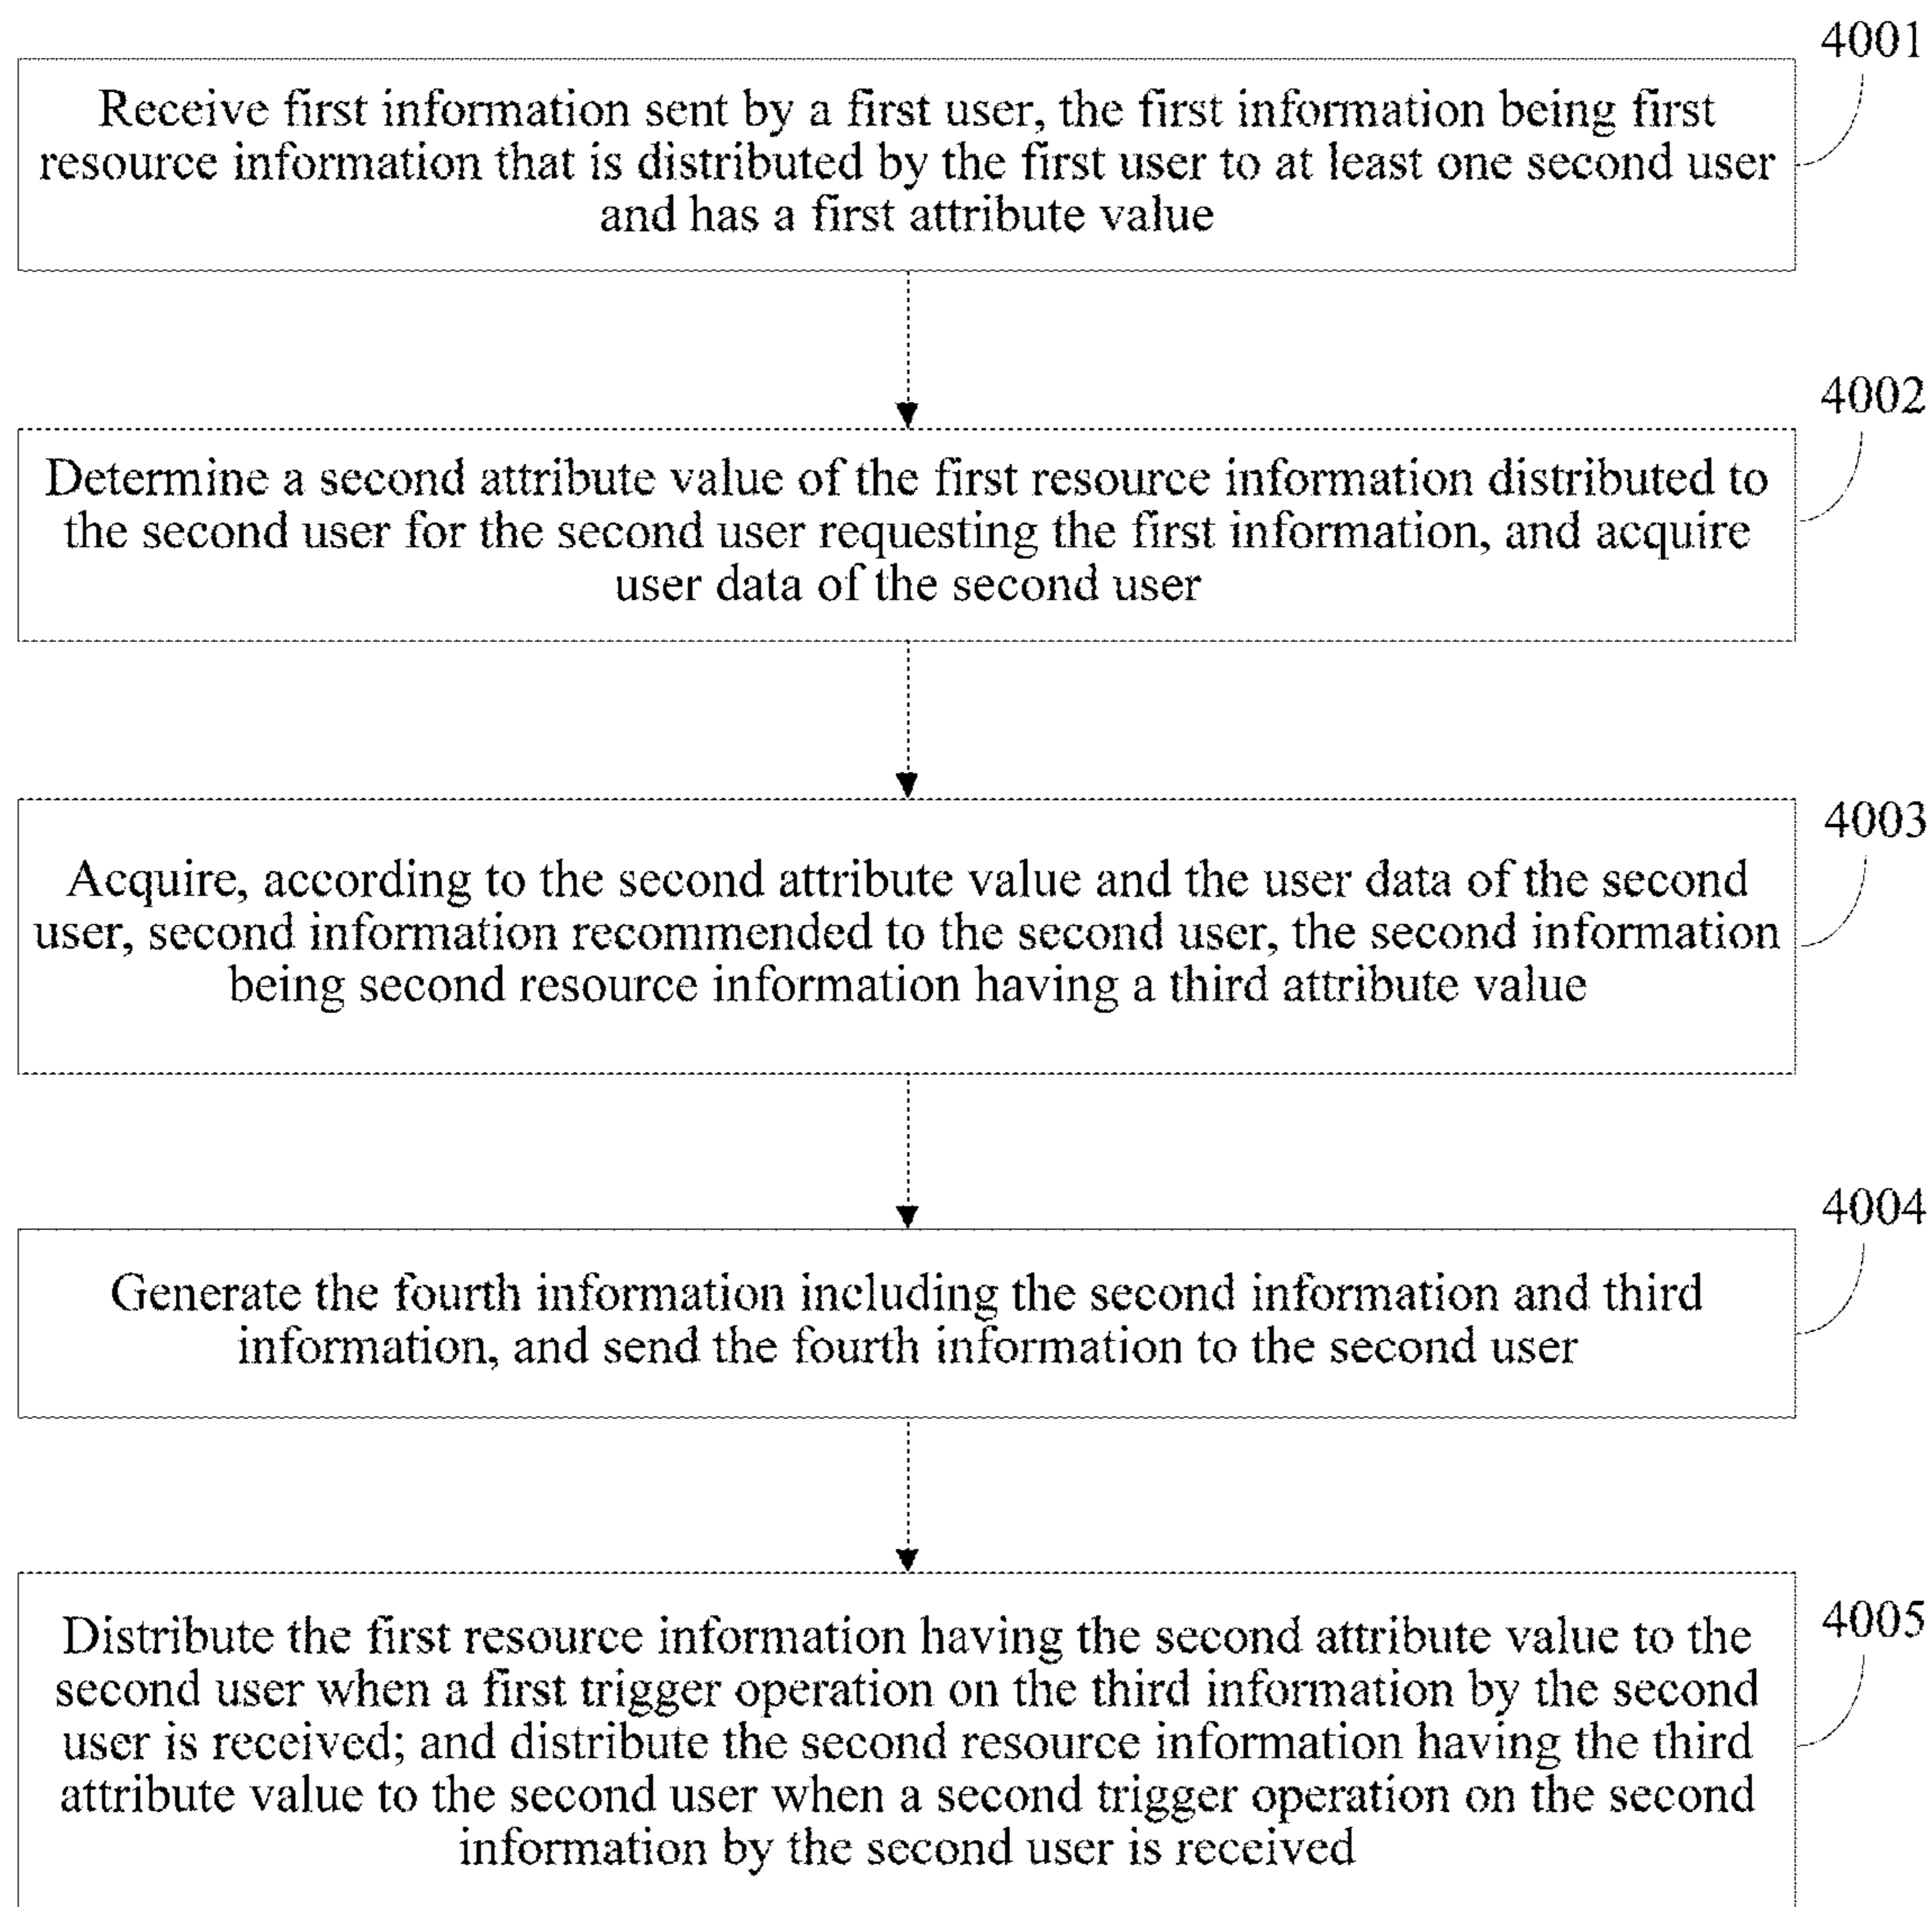 4001
Receive first information sent by a first user, the first information being first
resource information that is distributed by the first user to at least one second user
and has a first attribute value
4002
Determine a second attribute value of the first resource information distributed to
the second user for the second user requesting the first information, and acquire
user data of the second user
4003
Acquire, according to the second attribute value and the user data of the second
user, second information recommended to the second user, the second information
being second resource information having a third attribute value
4004
Generate the fourth information including the second information and third
information, and send the fourth information to the second user
4005
Distribute the first resource information having the second attribute value to the
second user when a first trigger operation on the third information by the second
user is received; and distribute the second resource information having the third
attribute value to the second user when a second trigger operation on the second
information by the second user is received